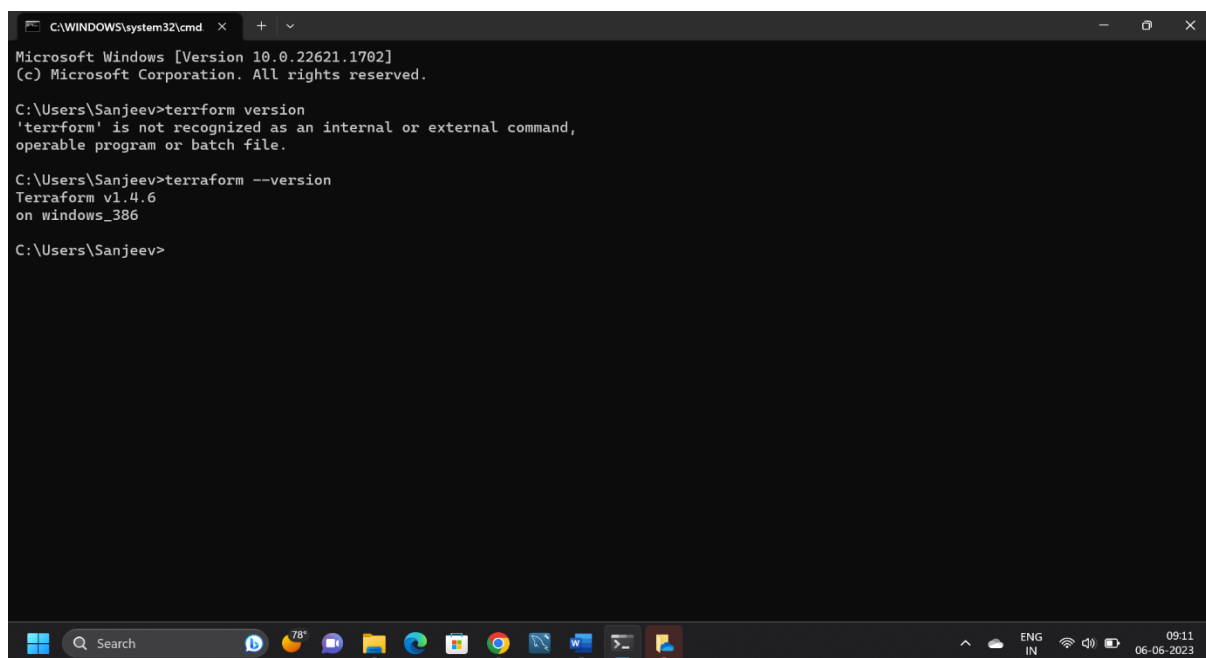 C:\WINDOWS\system32\cmd.
Microsoft Windows [Version 10.0.22621.1702]
(c) Microsoft Corporation. All rights reserved.
C:\Users\Sanjeev>terrform version
'terrform' is not recognized as an internal or external command,
operable program or batch file.
C:\Users\Sanjeev>terraform --version
Terraform v1.4.6
on windows_386
C:\Users\Sanjeev>
Search
78°
ENG
IN
09:11
06-06-2023